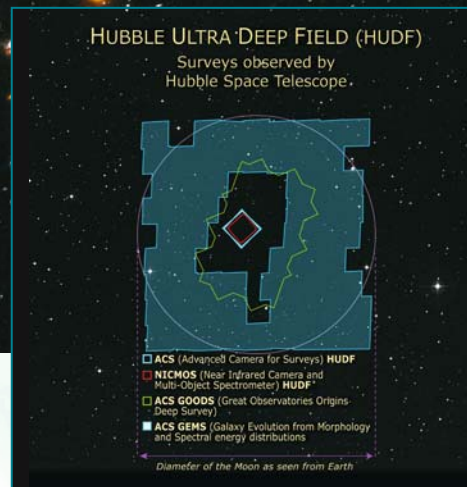 HUBBLE ULTRA DEEP FIELD (HUDF)
Surveys observed by
Hubble Space Telescope
ACS (Advanced Camera for Surveys) HUDF
NICMOS (Near Infrared Camera and
Multi-Object Spectrometer) HUDF
ACS GOODS (Great Observatories Origins
Deep Survey)
ACS GEMS (Galaxy Evolution from Morphology
and Spectral energy distributions
Diameter of the Moon as seen from Earth